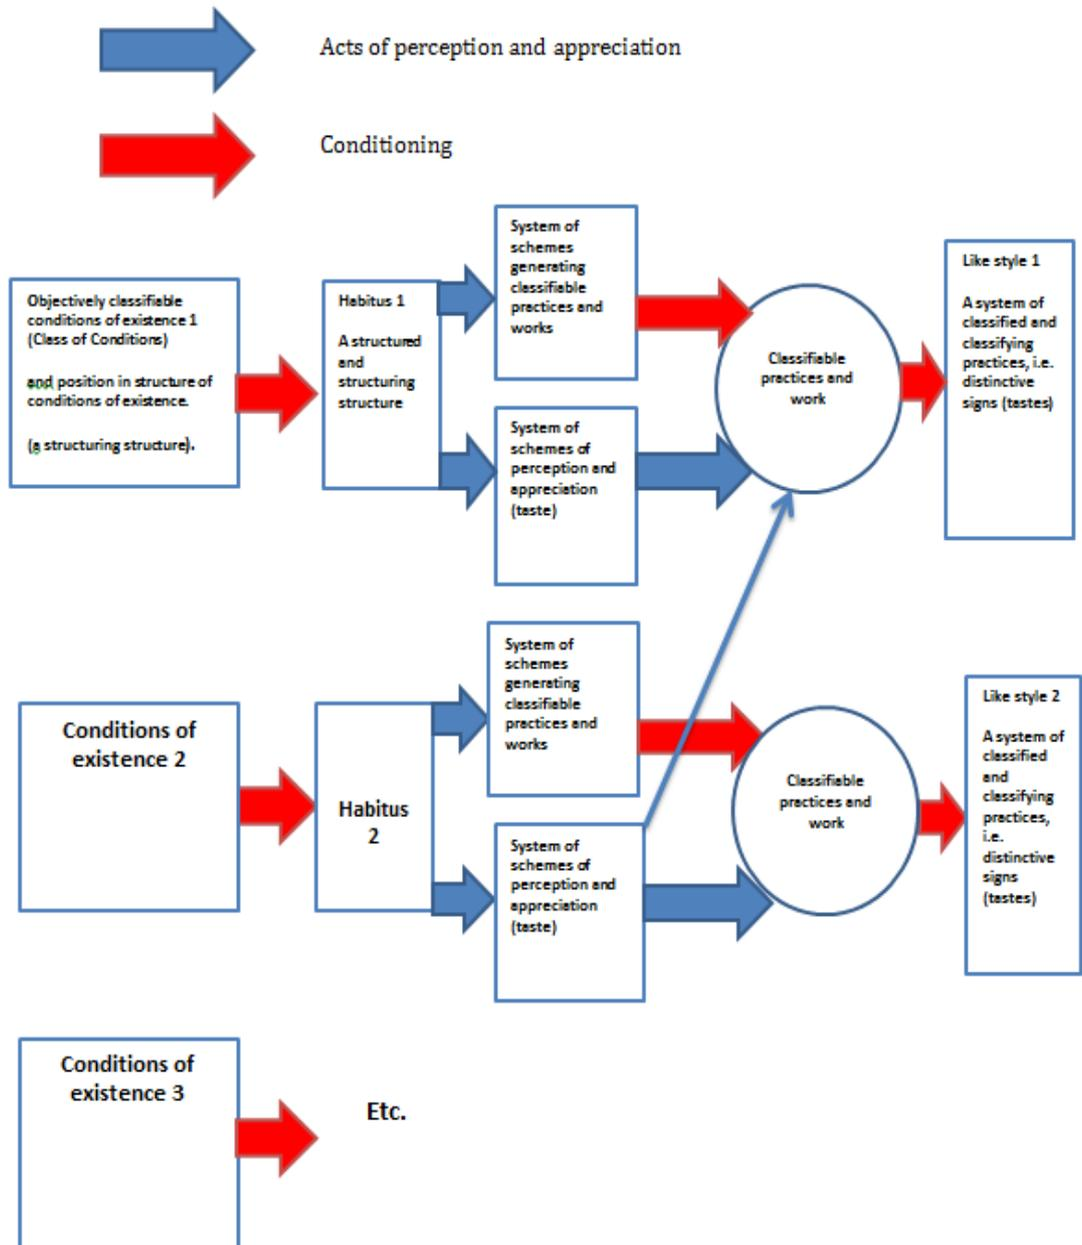 Acts of perception and appreciation
Conditioning
Objectively classifiable
conditions of existence 1
(Class of Conditions)
and position in structure of
conditions of existence.
(a structuring structure).
Habitus 1
A structured
and
structuring
structure
System of
schemes
generating
classifiable
practices and
works
System of
schemes of
perception and
appreciation
(taste)
Classifiable
practices and
work
Like style 1
A system of
classified and
classifying
practices, i.e.
distinctive
signs (tastes)
Conditions of
existence 2
Habitus
2
System of
schemes
generating
classifiable
practices and
works
System of
schemes of
perception and
appreciation
(taste)
Classifiable
practices and
work
Like style 2
A system of
classified
and
classifying
practices,
i.e.
distinctive
signs
(tastes)
Conditions of
existence 3
Etc.